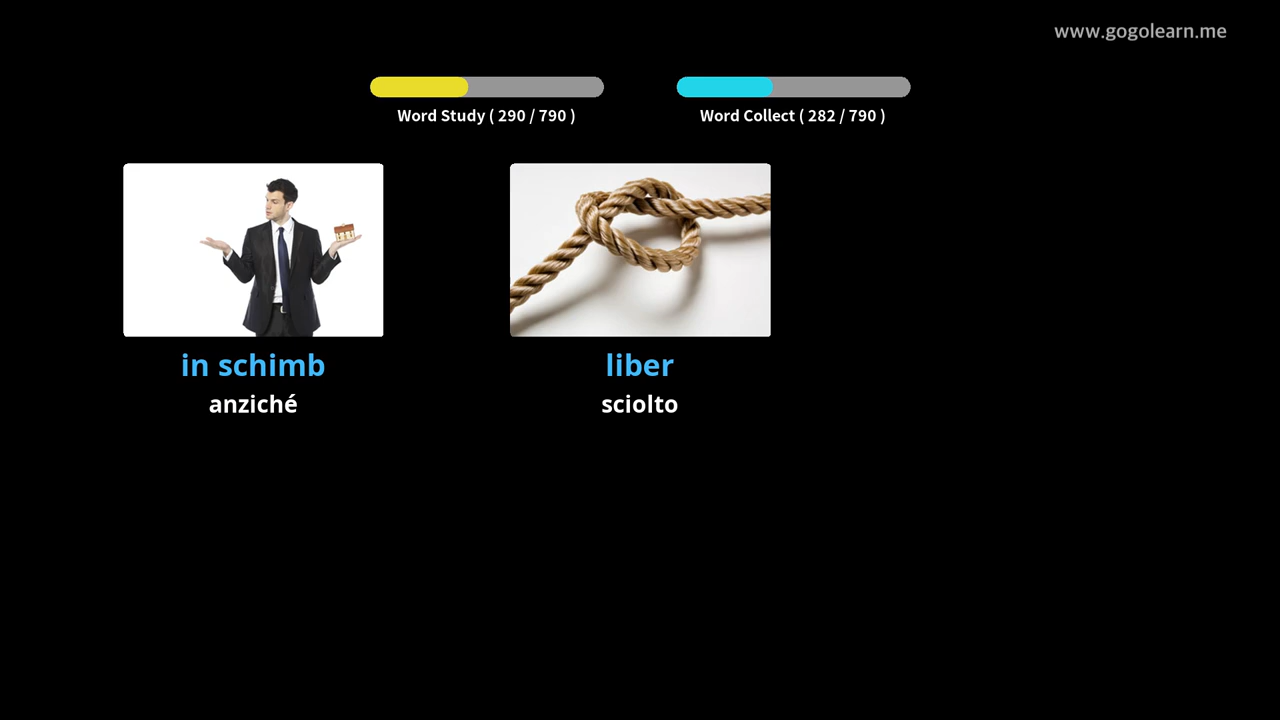 www.gogolearn.me
Word Study ( 290 / 790 )
Word Collect ( 282 / 790 )
in schimb
anziché
liber
sciolto